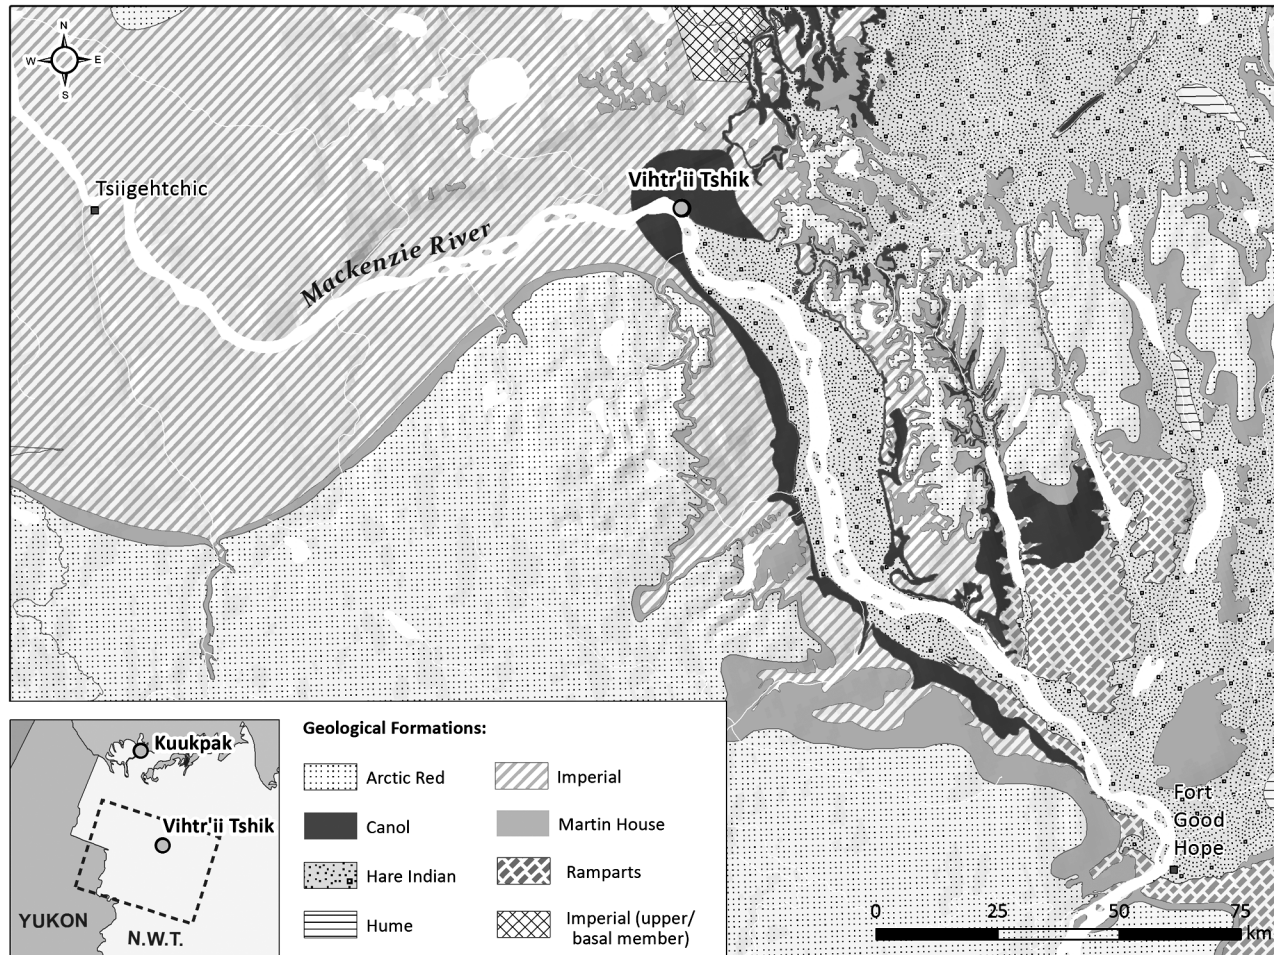 N
W E
S
Tsiigehtchic
Vihtr'ii Tshik
Mackenzie River
Fort
Good
Hope
0 25 50 75
km
Kuukpak
Vihtr'ii Tshik
YUKON
N.W.T.
Geological Formations:
Arctic Red
Imperial
Canol
Martin House
Hare Indian
Ramparts
Hume
Imperial (upper/
basal member)